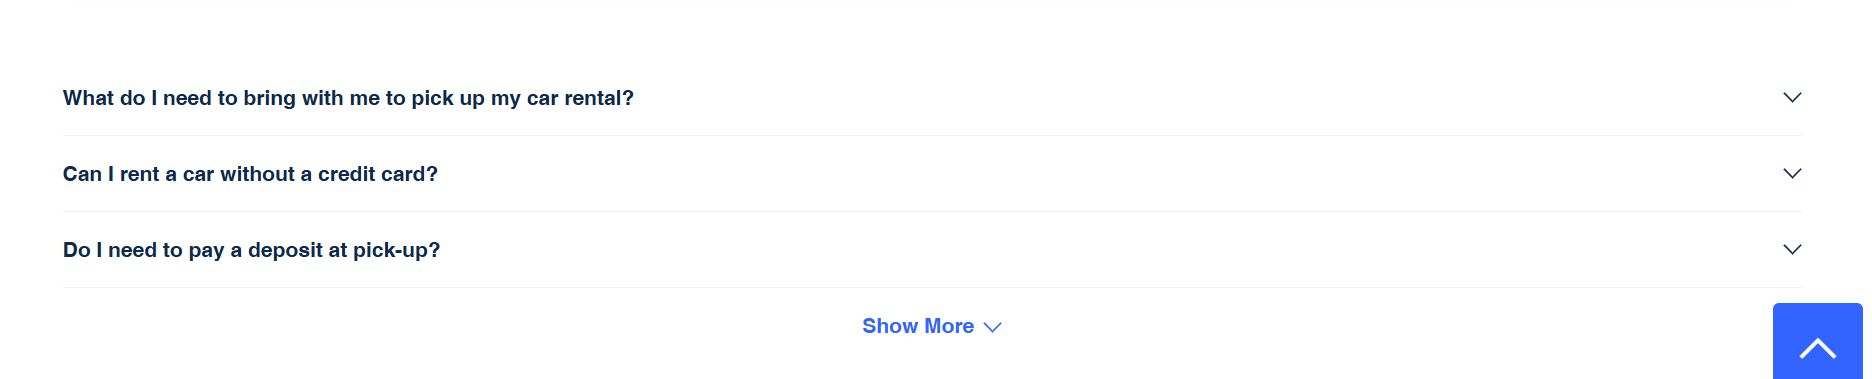 What do I need to bring with me to pick up my car rental?
Can I rent a car without a credit card?
Do I need to pay a deposit at pick-up?
Show More